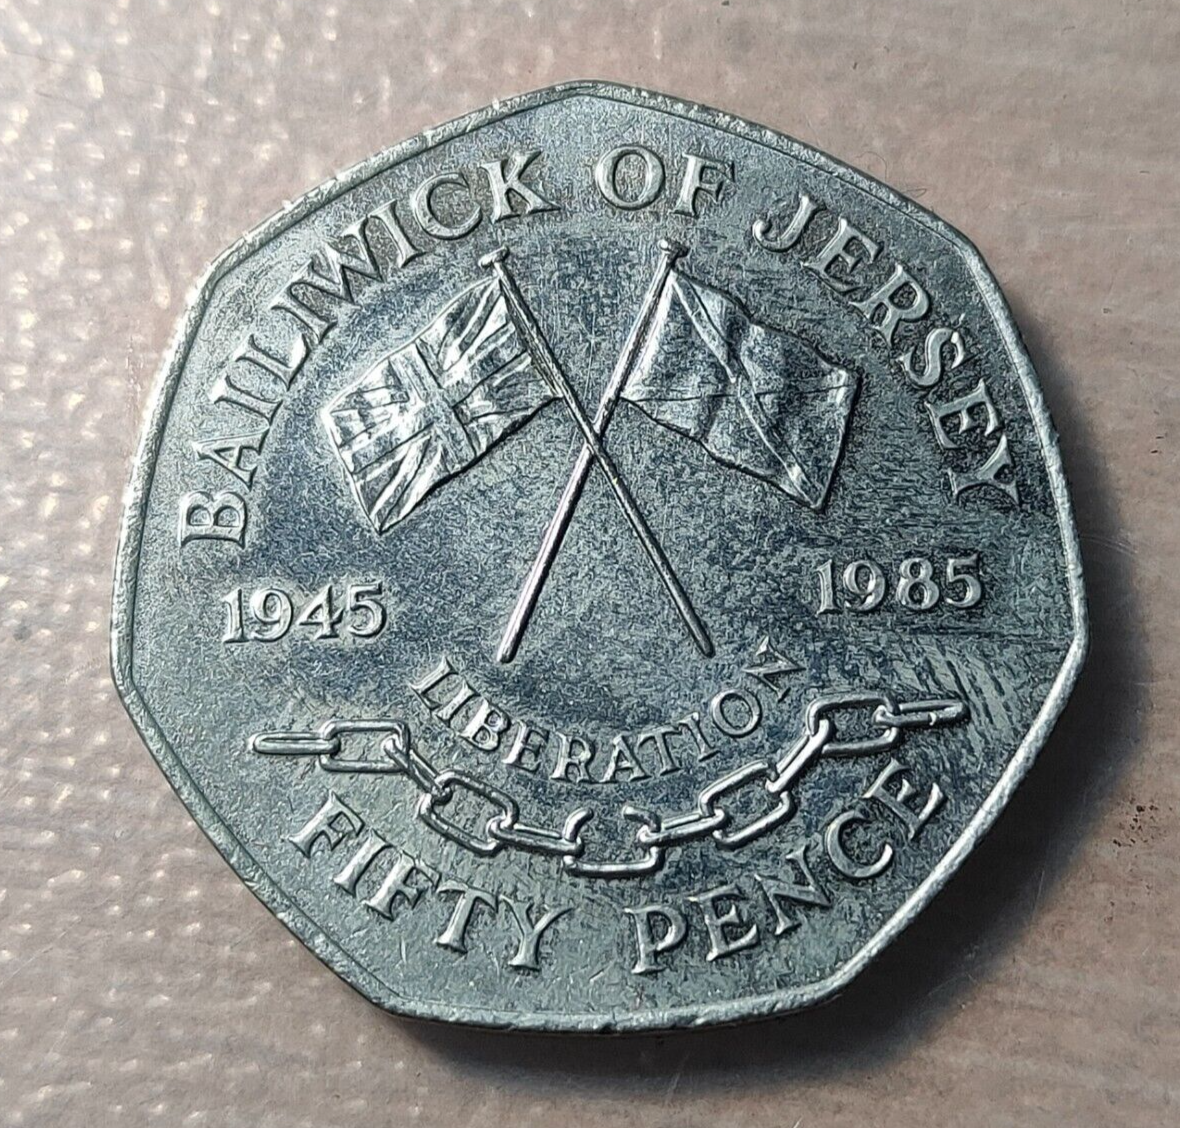 BAILIWICK OF JERSEY
1945
1985
LIBERATION
FIFTY PENCE